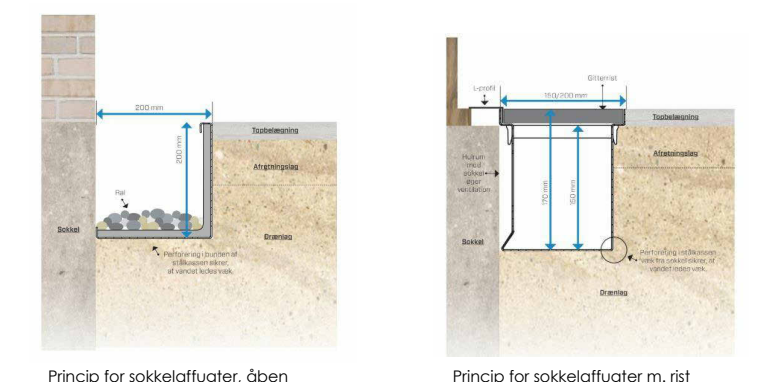 200 mm
200 mm
Topbelægning
Afretningslag
Ral
Sokkel
Drænlag
Perforering i bunden af
stålkassen sikrer,
at vandet ledes væk.
Princip for sokkelaffugter, åben
Gitterrist
L-profil
150/200 mm
Topbelægning
Afretningslag
Hulrum
mod
sokkel
øger
ventilation
170 mm
150 mm
Sokkel
Perforering i stålkassen
væk fra sokkel sikrer, at
vandet ledes væk.
Drænlag
Princip for sokkelaffugter m. rist